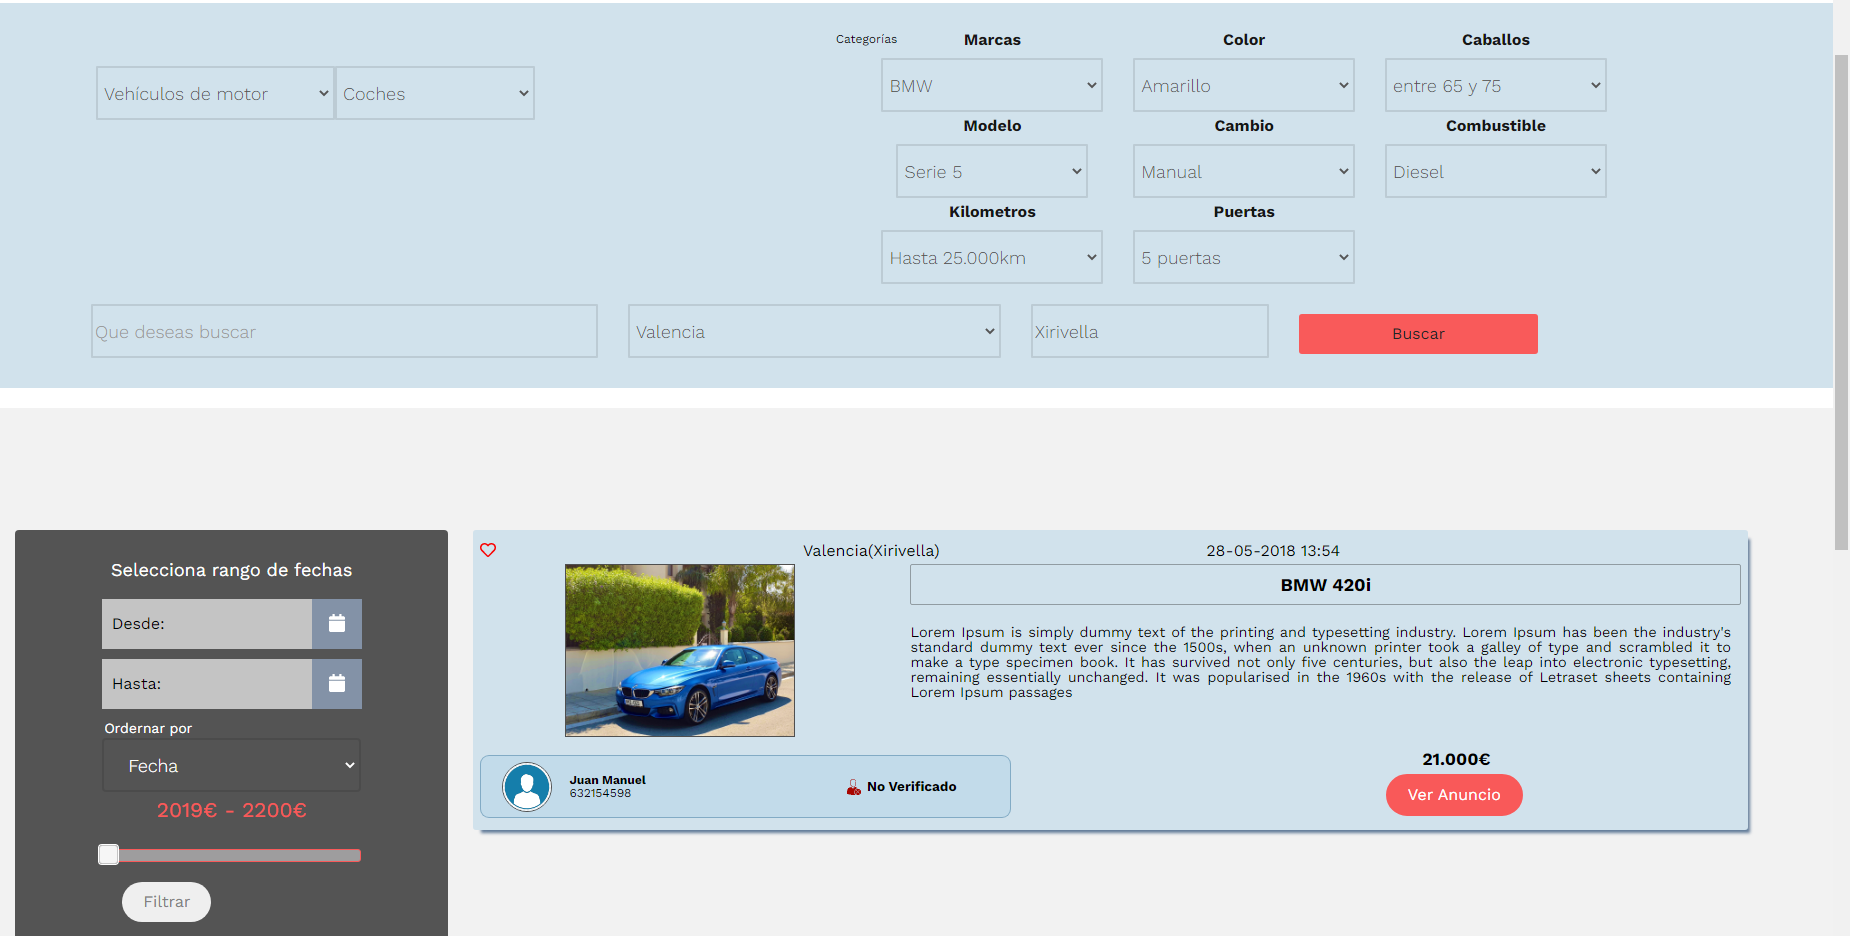 Categorías
Marcas
Color
Caballos
Vehículos de motor
Coches
BMW
Amarillo
entre 65 y 75
Modelo
Cambio
Combustible
Serie 5
Manual
Diesel
Kilometros
Puertas
Hasta 25.000km
5 puertas
Que deseas buscar
Valencia
Xirivella
Buscar
Selecciona rango de fechas
Desde:
Hasta:
Ordernar por
Fecha
2019€ - 2200€
Filtrar
Valencia(Xirivella)
28-05-2018 13:54
BMW 420i
Lorem Ipsum is simply dummy text of the printing and typesetting industry. Lorem Ipsum has been the industry's
standard dummy text ever since the 1500s, when an unknown printer took a galley of type and scrambled it to
make a type specimen book. It has survived not only five centuries, but also the leap into electronic typesetting,
remaining essentially unchanged. It was popularised in the 1960s with the release of Letraset sheets containing
Lorem Ipsum passages
Juan Manuel
632154598
No Verificado
21.000€
Ver Anuncio